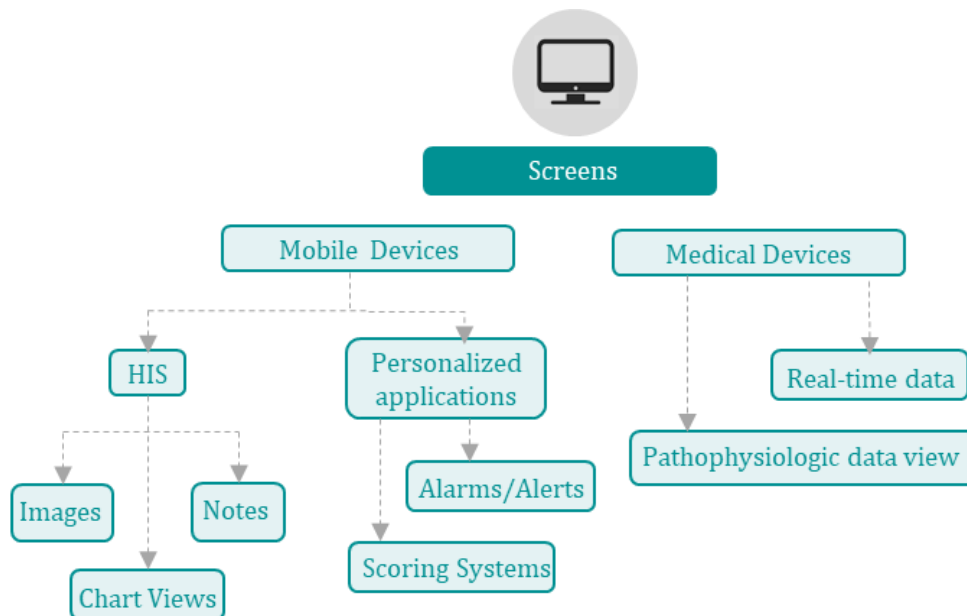 Screens
Mobile Devices
Medical Devices
HIS
Personalized
applications
Real-time data
Pathophysiologic data view
Images
Notes
Alarms/Alerts
Scoring Systems
Chart Views